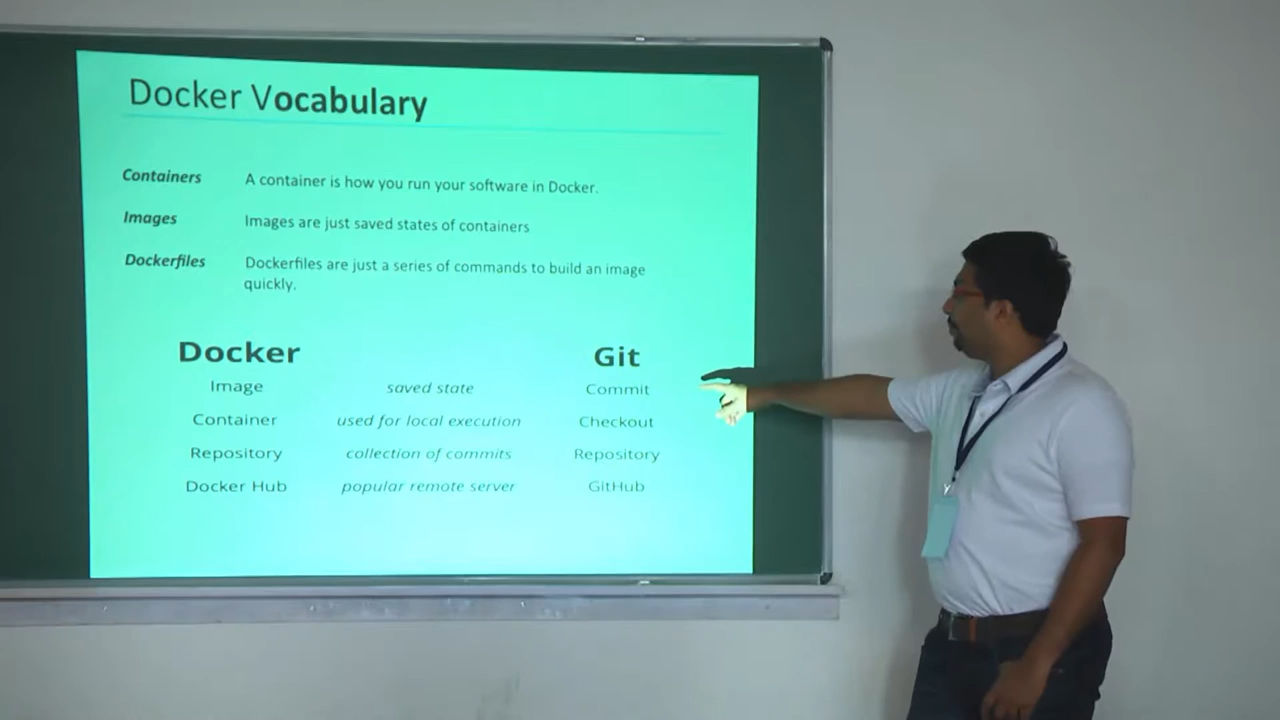 Docker Vocabulary
Containers A container is how you run your software in Docker.
Images Images are just saved states of containers
Dockerfiles Dockerfiles are just a series of commands to build an image
quickly.
Docker Git
Image saved state Commit
Container used for local execution Checkout
Repository collection of commits Repository
Docker Hub popular remote server GitHub